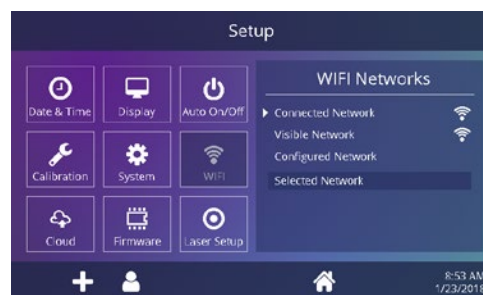 Setup
Date & Time
Display
Auto On/Off
Calibration
System
WIFI
Cloud
Firmware
Laser Setup
WIFI Networks
Connected Network
Visible Network
Configured Network
Selected Network
8:53 AM
1/23/2018